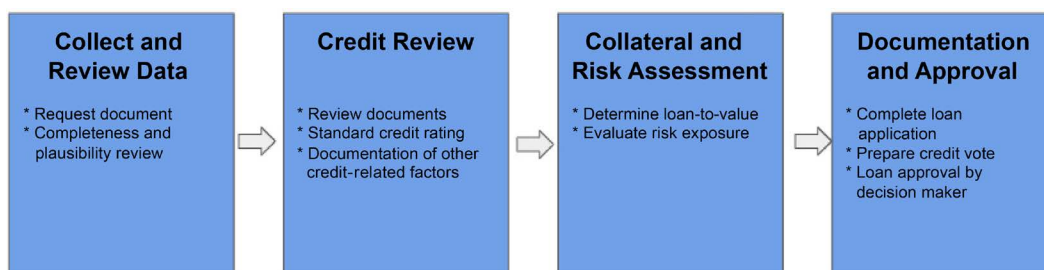 Collect and
Review Data
* Request document
* Completeness and
plausibility review
Credit Review
* Review documents
* Standard credit rating
* Documentation of other
credit-related factors
Collateral and
Risk Assessment
* Determine loan-to-value
* Evaluate risk exposure
Documentation
and Approval
* Complete loan
application
* Prepare credit vote
* Loan approval by
decision maker